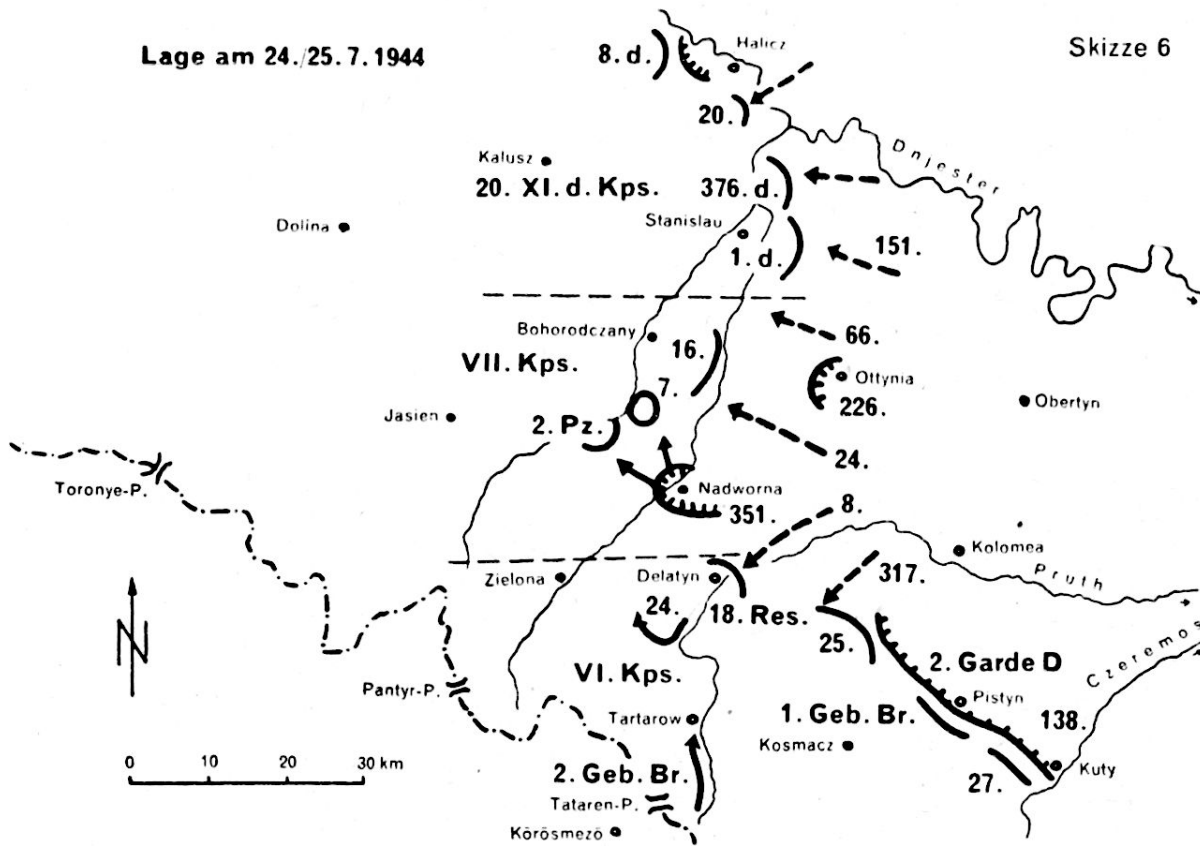 Lage am 24./25.7.1944
Skizze 6
8. d.
Halicz
20.
Kalusz
20. XI. d. Kps.
376. d.
Dnjester
Dolina
Stanislau
1. d.
151.
Bohorodczany
16.
66.
VII. Kps.
7.
Ottynia
226.
Obertyn
Jasien
2. Pz.
24.
Toronye-P.
Nadworna
351.
8.
Kolomea
Pruth
Zielona
Delatyn
317.
24.
18. Res.
25.
2. Garde D
Czeremos
N
VI. Kps.
Pantyr-P.
Pistyn
Tartarow
1. Geb. Br.
138.
Kosmacz
0 10 20 30 km
2. Geb. Br.
27.
Kuty
Tataren-P.
Körösmezö